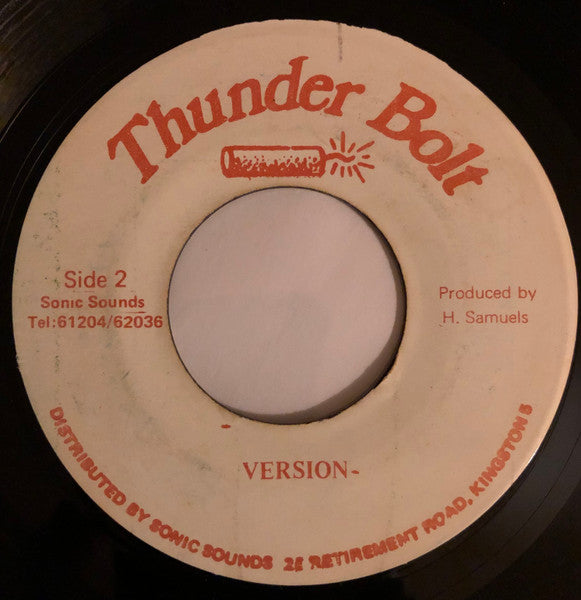 Thunder Bolt
Side 2
Sonic Sounds
Tel:61204/62036
Produced by
H. Samuels
VERSION
DISTRIBUTED BY SONIC SOUNDS RETIREMENT ROAD, KINGSTON 5